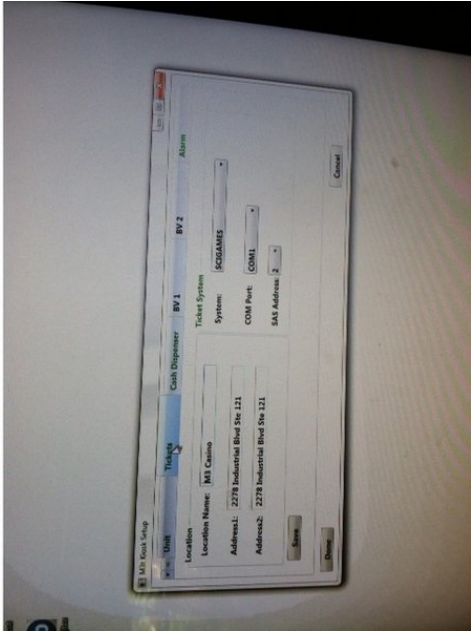 M3t Kiosk Setup
Unit
Tickets
Cash Dispenser
BV 1
BV 2
Alarm
Location
Location Name: M3 Casino
Address1: 2278 Industrial Blvd Ste 121
Address2: 2278 Industrial Blvd Ste 121
Save
Ticket System
System: SCIGAMES
COM Port: COM1
SAS Address: 2
Done
Cancel